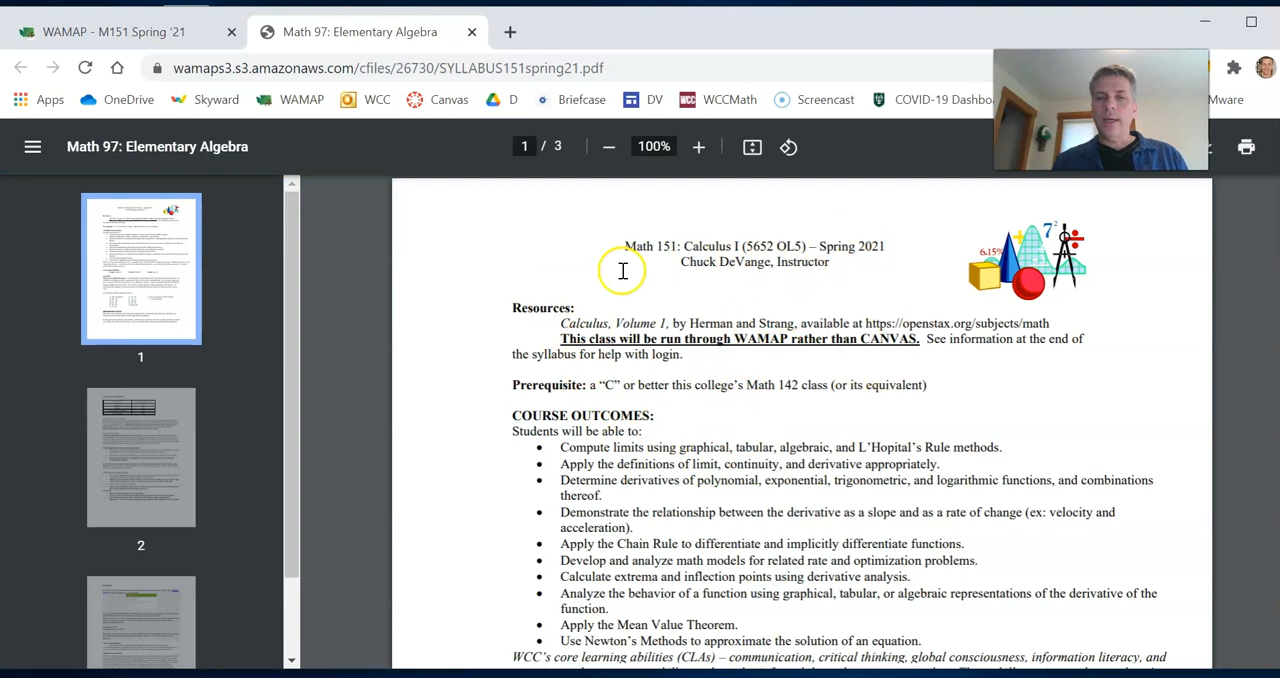 WAMAP - M151 Spring '21
Math 97: Elementary Algebra
wamaps3.s3.amazonaws.com/cfiles/26730/SYLLABUS151spring21.pdf
Apps OneDrive Skyward WAMAP WCC Canvas D Briefcase DV WCCMath Screencast COVID-19 Dashbo Mware
Math 97: Elementary Algebra
1 / 3
100%
Math 151: Calculus I (5652 OL5) – Spring 2021
Chuck DeVange, Instructor
7²
6.15%
Resources:
Calculus, Volume 1, by Herman and Strang, available at https://openstax.org/subjects/math
This class will be run through WAMAP rather than CANVAS. See information at the end of
the syllabus for help with login.
Prerequisite: a “C” or better this college’s Math 142 class (or its equivalent)
COURSE OUTCOMES:
Students will be able to:
• Compute limits using graphical, tabular, algebraic, and L’Hopital’s Rule methods.
• Apply the definitions of limit, continuity, and derivative appropriately.
• Determine derivatives of polynomial, exponential, trigonometric, and logarithmic functions, and combinations
thereof.
• Demonstrate the relationship between the derivative as a slope and as a rate of change (ex: velocity and
acceleration).
• Apply the Chain Rule to differentiate and implicitly differentiate functions.
• Develop and analyze math models for related rate and optimization problems.
• Calculate extrema and inflection points using derivative analysis.
• Analyze the behavior of a function using graphical, tabular, or algebraic representations of the derivative of the
function.
• Apply the Mean Value Theorem.
• Use Newton’s Methods to approximate the solution of an equation.
WCC’s core learning abilities (CLAs) – communication, critical thinking, global consciousness, information literacy, and
1
2